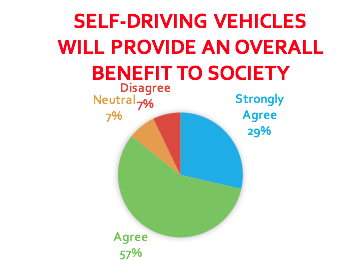 SELF-DRIVING VEHICLES
WILL PROVIDE AN OVERALL
BENEFIT TO SOCIETY
Disagree
7%
Neutral
7%
Strongly
Agree
29%
Agree
57%